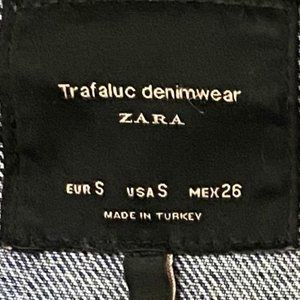 Trafaluc denimwear
ZARA
EUR S USA S MEX 26
MADE IN TURKEY